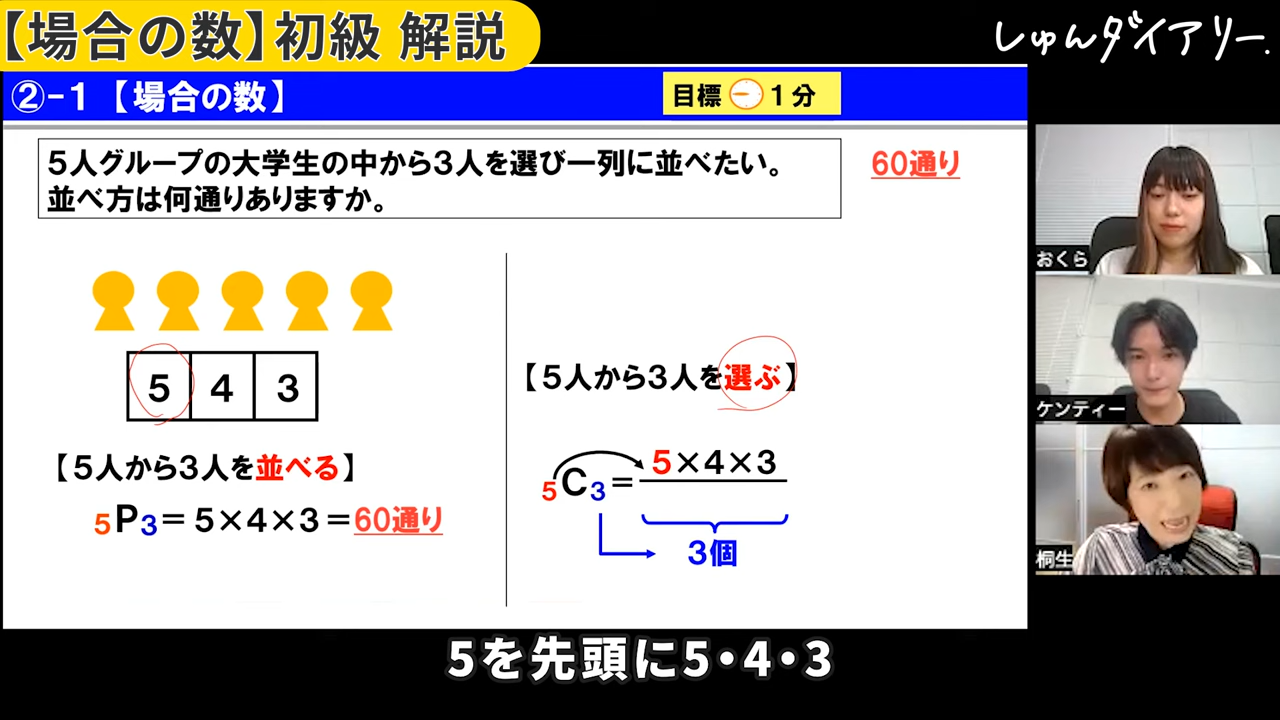 【場合の数】初級 解説
しゅんダイアリー.
②-1【場合の数】
目標 1分
5人グループの大学生の中から3人を選び一列に並べたい。
並べ方は何通りありますか。
60通り
5 4 3
【5人から3人を並べる】
5P3＝5×4×3＝60通り
【5人から3人を選ぶ】
5C3＝5×4×3
3個
おくら
ケンティー
桐生
5を先頭に5・4・3